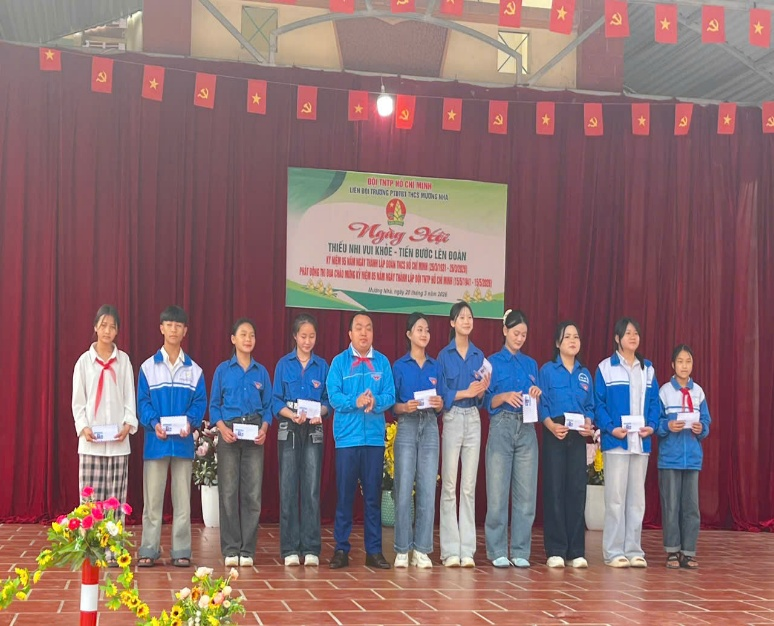 ĐỘI TNTP HỒ CHÍ MINH
LIÊN ĐỘI TRƯỜNG PTDTBT THCS MƯỜNG NHÀ
Ngày Hội
THIẾU NHI VUI KHỎE - TIẾN BƯỚC LÊN ĐOÀN
KỶ NIỆM 95 NĂM NGÀY THÀNH LẬP ĐOÀN TNCS HỒ CHÍ MINH (26/3/1931 - 26/3/2026)
PHÁT ĐỘNG THI ĐUA CHÀO MỪNG KỶ NIỆM 85 NĂM NGÀY THÀNH LẬP ĐỘI TNTP HỒ CHÍ MINH (15/5/1941 - 15/5/2026)
Mường Nhà, ngày 20 tháng 3 năm 2026